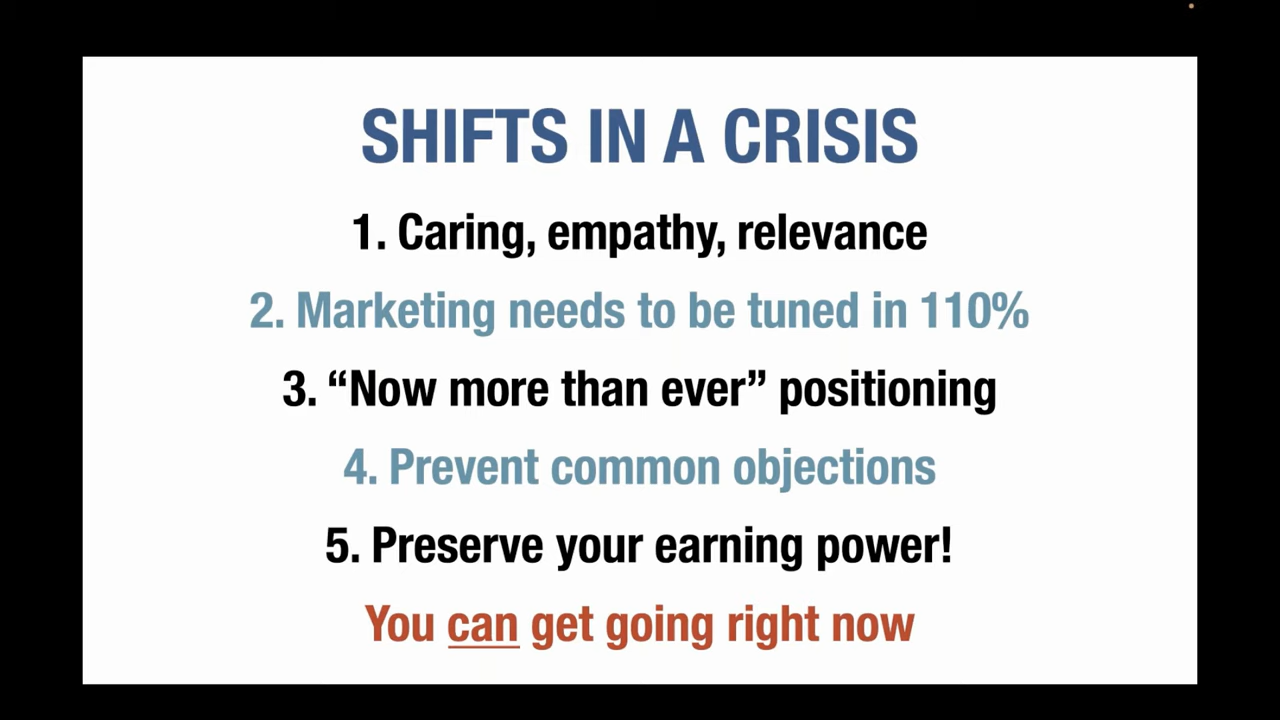 SHIFTS IN A CRISIS
1. Caring, empathy, relevance
2. Marketing needs to be tuned in 110%
3. “Now more than ever” positioning
4. Prevent common objections
5. Preserve your earning power!
You can get going right now